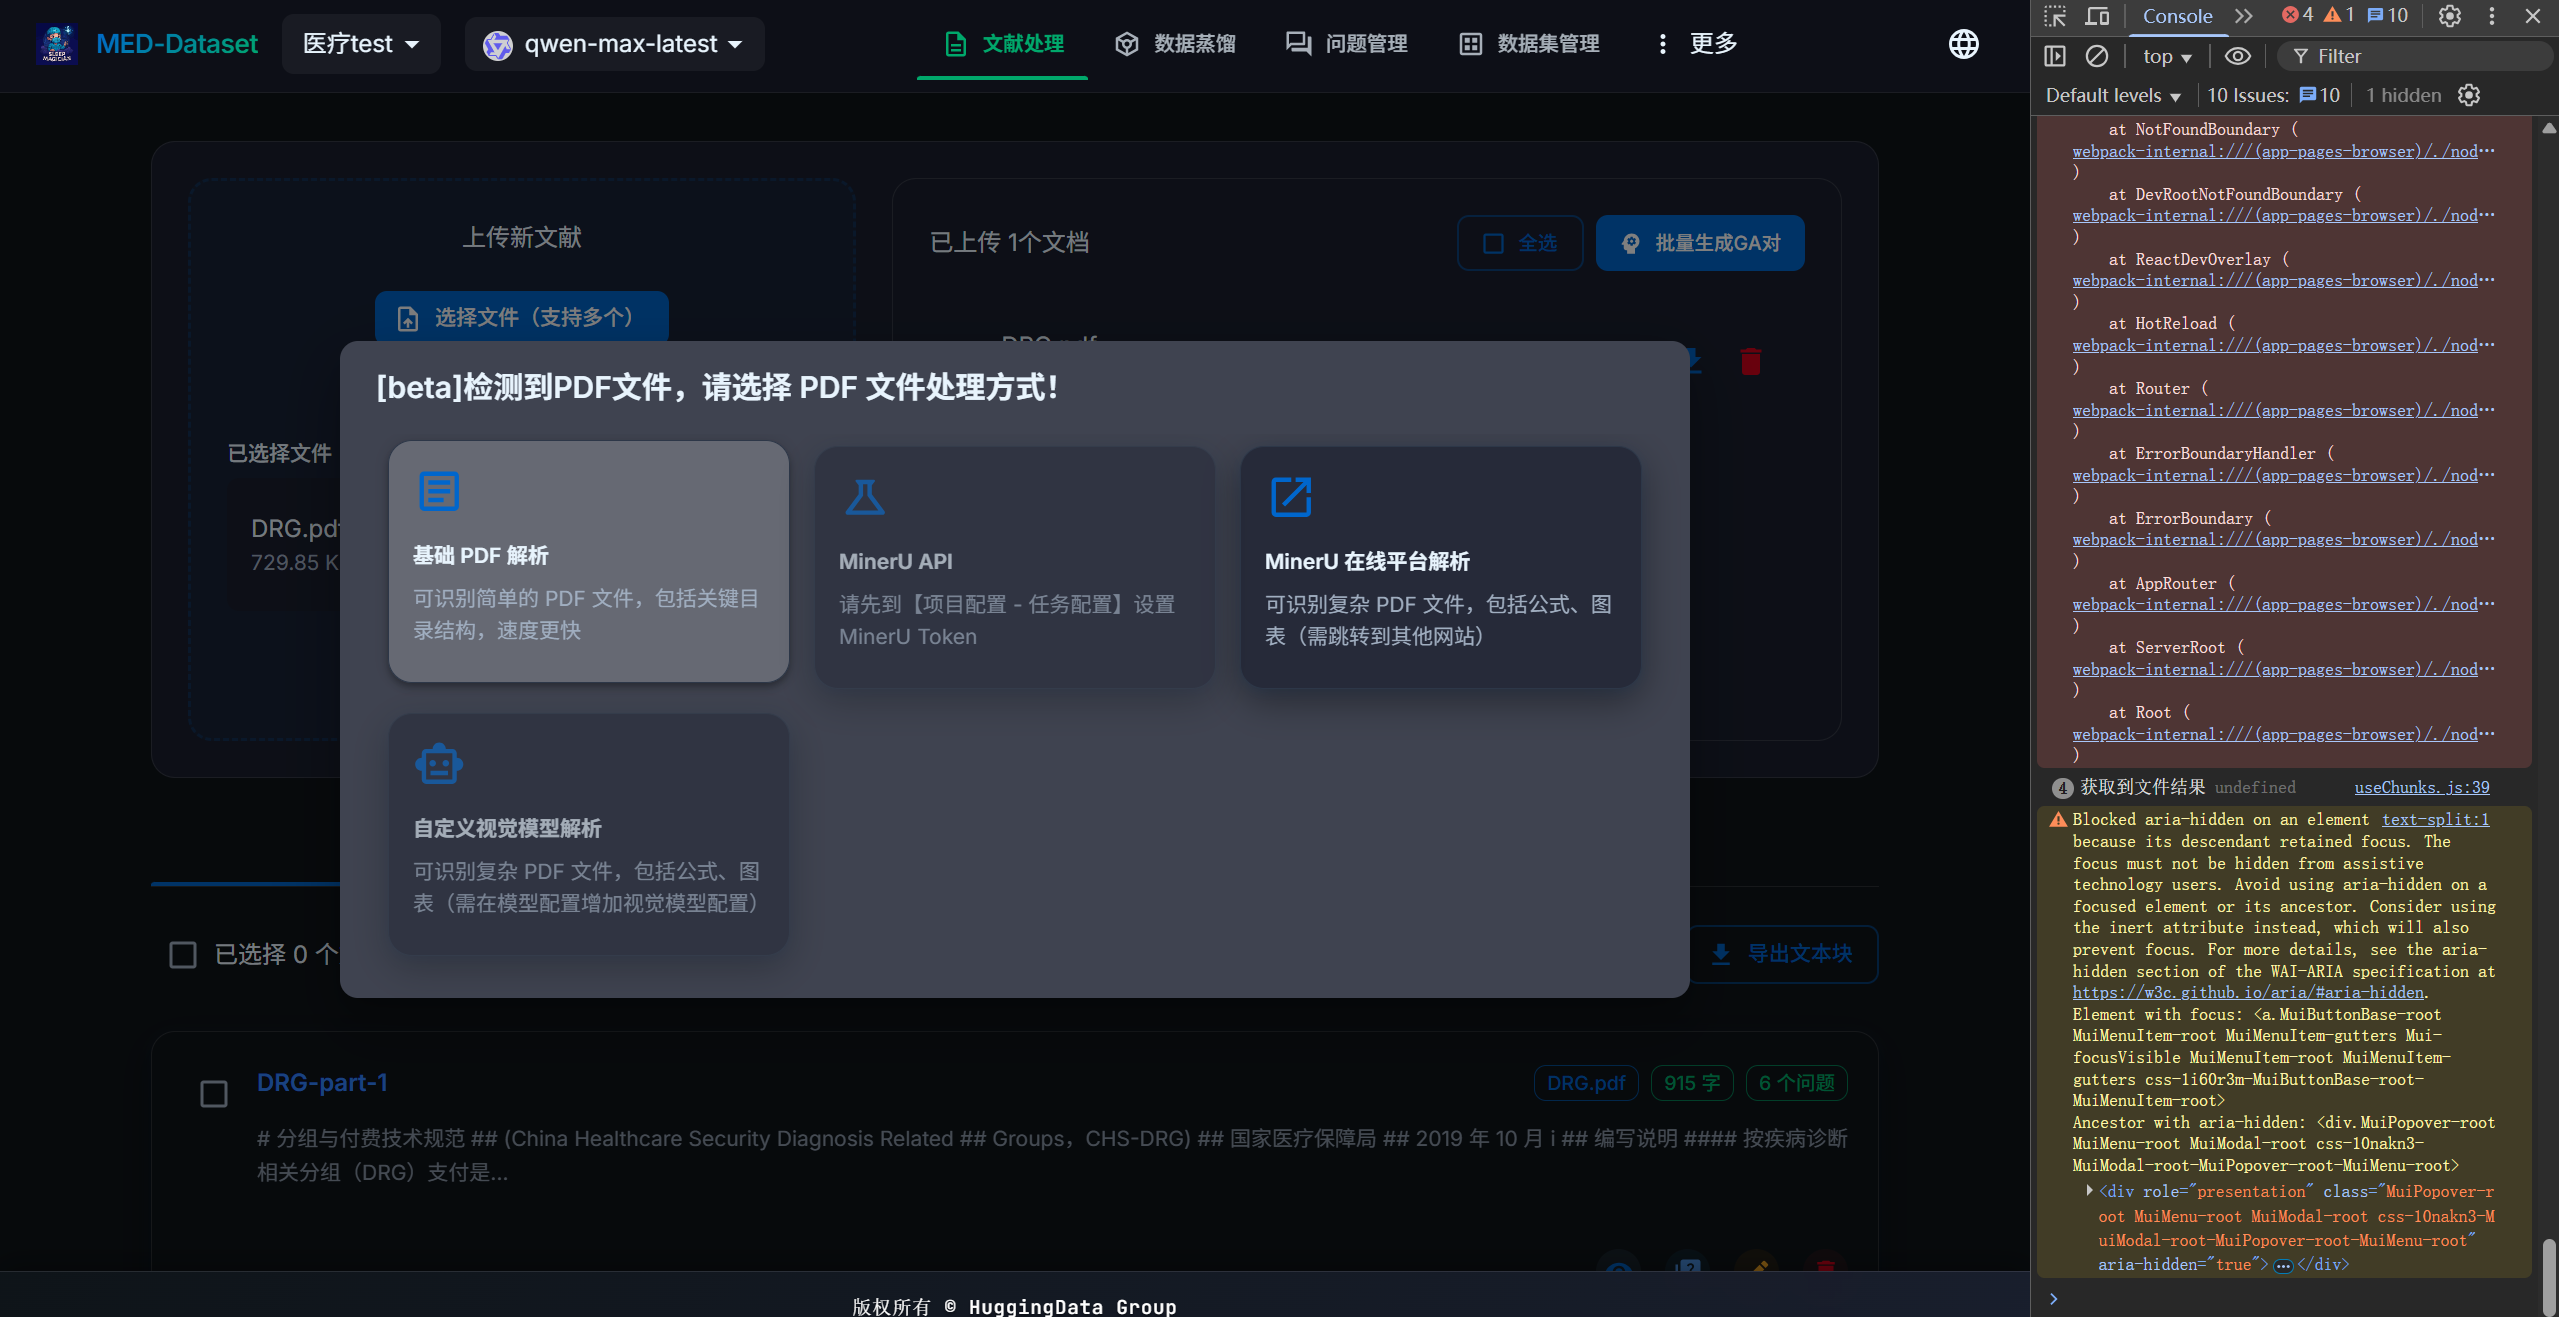 MED-Dataset
医疗test
qwen-max-latest
文献处理
数据蒸馏
问题管理
数据集管理
更多
上传新文献
选择文件（支持多个）
已选择文件
DRG.pdf
729.85 K
已上传 1个文档
全选
批量生成GA对
DRG.pdf
[beta]检测到PDF文件，请选择 PDF 文件处理方式！
基础 PDF 解析
可识别简单的 PDF 文件，包括关键目
录结构，速度更快
MinerU API
请先到【项目配置 - 任务配置】设置
MinerU Token
MinerU 在线平台解析
可识别复杂 PDF 文件，包括公式、图
表（需跳转到其他网站）
自定义视觉模型解析
可识别复杂 PDF 文件，包括公式、图
表（需在模型配置增加视觉模型配置）
已选择 0 个
导出文本块
DRG-part-1
DRG.pdf
915 字
6 个问题
# 分组与付费技术规范 ## (China Healthcare Security Diagnosis Related ## Groups，CHS-DRG) ## 国家医疗保障局 ## 2019 年 10 月 i ## 编写说明 #### 按疾病诊断
相关分组（DRG）支付是...
版权所有 © HuggingData Group
Console
4
1
10
top
Filter
Default levels
10 Issues:
10
1 hidden
at NotFoundBoundary (
webpack-internal:///(app-pages-browser)/./nod…
)
at DevRootNotFoundBoundary (
webpack-internal:///(app-pages-browser)/./nod…
)
at ReactDevOverlay (
webpack-internal:///(app-pages-browser)/./nod…
)
at HotReload (
webpack-internal:///(app-pages-browser)/./nod…
)
at Router (
webpack-internal:///(app-pages-browser)/./nod…
)
at ErrorBoundaryHandler (
webpack-internal:///(app-pages-browser)/./nod…
)
at ErrorBoundary (
webpack-internal:///(app-pages-browser)/./nod…
)
at AppRouter (
webpack-internal:///(app-pages-browser)/./nod…
)
at ServerRoot (
webpack-internal:///(app-pages-browser)/./nod…
)
at Root (
webpack-internal:///(app-pages-browser)/./nod…
)
4 获取到文件结果 undefined useChunks.js:39
Blocked aria-hidden on an element text-split:1
because its descendant retained focus. The
focus must not be hidden from assistive
technology users. Avoid using aria-hidden on a
focused element or its ancestor. Consider using
the inert attribute instead, which will also
prevent focus. For more details, see the aria-
hidden section of the WAI-ARIA specification at
https://w3c.github.io/aria/#aria-hidden.
Element with focus: <a.MuiButtonBase-root
MuiMenuItem-root MuiMenuItem-gutters Mui-
focusVisible MuiMenuItem-root MuiMenuItem-
gutters css-1i60r3m-MuiButtonBase-root-
MuiMenuItem-root>
Ancestor with aria-hidden: <div.MuiPopover-root
MuiMenu-root MuiModal-root css-10nakn3-
MuiModal-root-MuiPopover-root-MuiMenu-root>
<div role="presentation" class="MuiPopover-r
oot MuiMenu-root MuiModal-root css-10nakn3-M
uiModal-root-MuiPopover-root-MuiMenu-root"
aria-hidden="true">…</div>